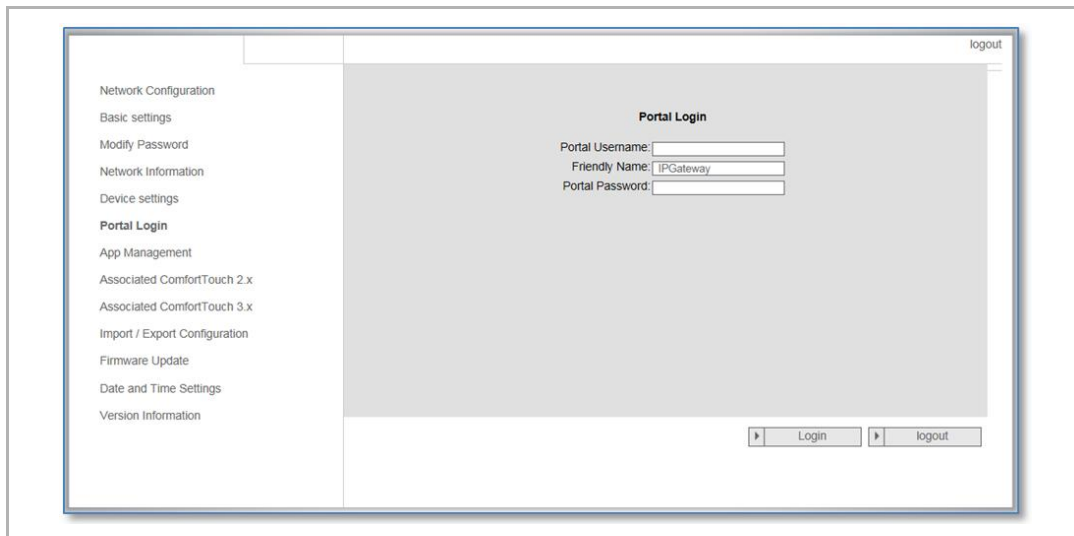 logout
Network Configuration
Basic settings
Modify Password
Network Information
Device settings
Portal Login
App Management
Associated ComfortTouch 2.x
Associated ComfortTouch 3.x
Import / Export Configuration
Firmware Update
Date and Time Settings
Version Information
Portal Login
Portal Username:
Friendly Name: IPGateway
Portal Password:
Login
logout